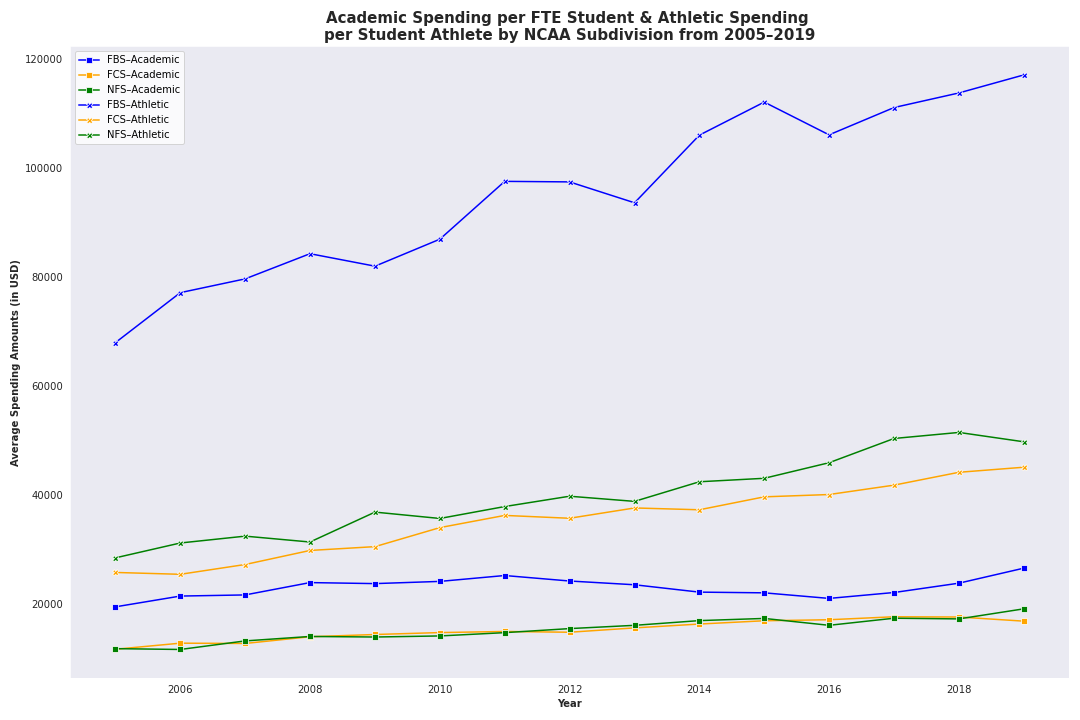 Academic Spending per FTE Student & Athletic Spending
per Student Athlete by NCAA Subdivision from 2005–2019
FBS–Academic
FCS–Academic
NFS–Academic
FBS–Athletic
FCS–Athletic
NFS–Athletic
120000
100000
80000
60000
40000
20000
Average Spending Amounts (in USD)
2006 2008 2010 2012 2014 2016 2018
Year